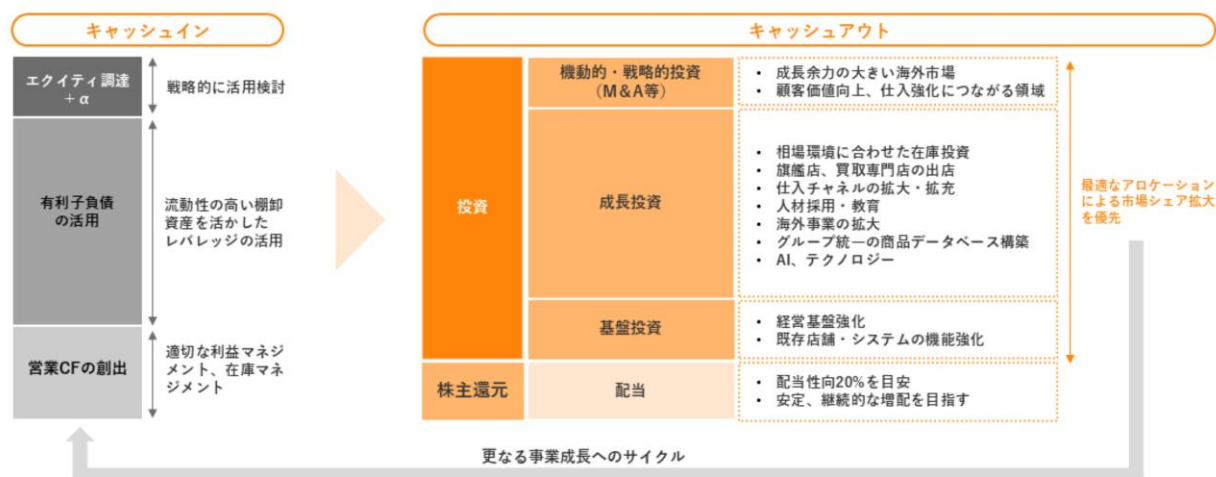 キャッシュイン
エクイティ調達
+ α
戦略的に活用検討
有利子負債
の活用
流動性の高い棚卸
資産を活かした
レバレッジの活用
営業CFの創出
適切な利益マネジ
メント、在庫マネ
ジメント
キャッシュアウト
投資
機動的・戦略的投資
（M＆A等）
• 成長余力の大きい海外市場
• 顧客価値向上、仕入強化につながる領域
成長投資
• 相場環境に合わせた在庫投資
• 旗艦店、買取専門店の出店
• 仕入チャネルの拡大・拡充
• 人材採用・教育
• 海外事業の拡大
• グループ統一の商品データベース構築
• AI、テクノロジー
基盤投資
• 経営基盤強化
• 既存店舗・システムの機能強化
最適なアロケーション
による市場シェア拡大
を優先
株主還元
配当
• 配当性向20%を目安
• 安定、継続的な増配を目指す
更なる事業成長へのサイクル